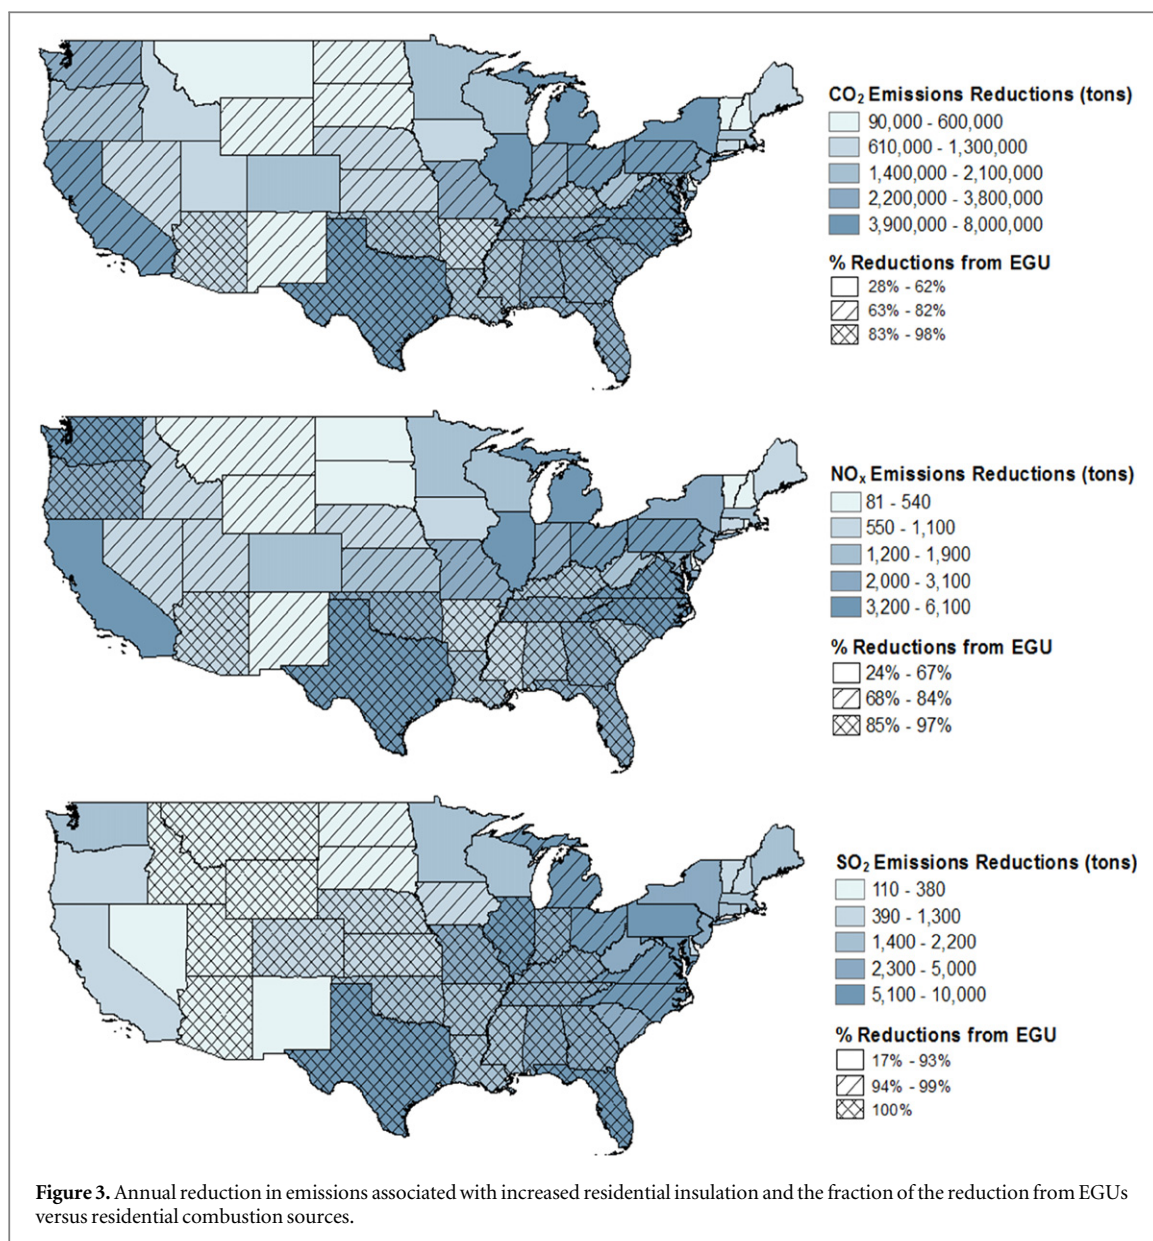 CO2 Emissions Reductions (tons)
90,000 - 600,000
610,000 - 1,300,000
1,400,000 - 2,100,000
2,200,000 - 3,800,000
3,900,000 - 8,000,000
% Reductions from EGU
28% - 62%
63% - 82%
83% - 98%
NOx Emissions Reductions (tons)
81 - 540
550 - 1,100
1,200 - 1,900
2,000 - 3,100
3,200 - 6,100
% Reductions from EGU
24% - 67%
68% - 84%
85% - 97%
SO2 Emissions Reductions (tons)
110 - 380
390 - 1,300
1,400 - 2,200
2,300 - 5,000
5,100 - 10,000
% Reductions from EGU
17% - 93%
94% - 99%
100%
Figure 3. Annual reduction in emissions associated with increased residential insulation and the fraction of the reduction from EGUs
versus residential combustion sources.